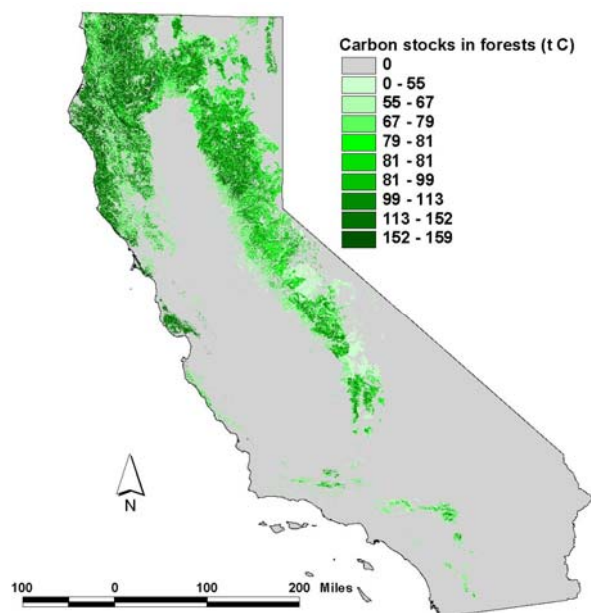 Carbon stocks in forests (t C)
0
0 - 55
55 - 67
67 - 79
79 - 81
81 - 81
81 - 99
99 - 113
113 - 152
152 - 159
N
100 0 100 200 Miles